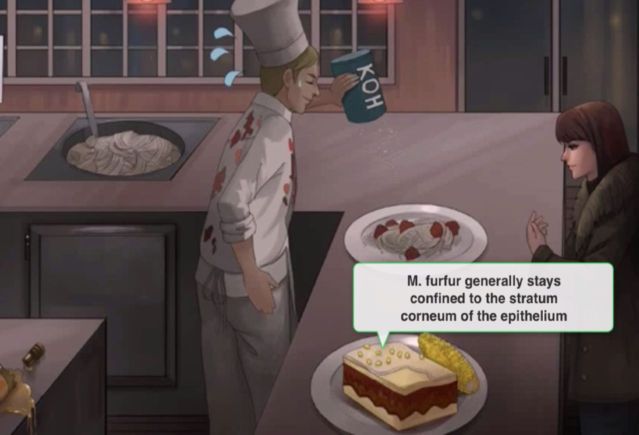 KOH
M. furfur generally stays
confined to the stratum
corneum of the epithelium